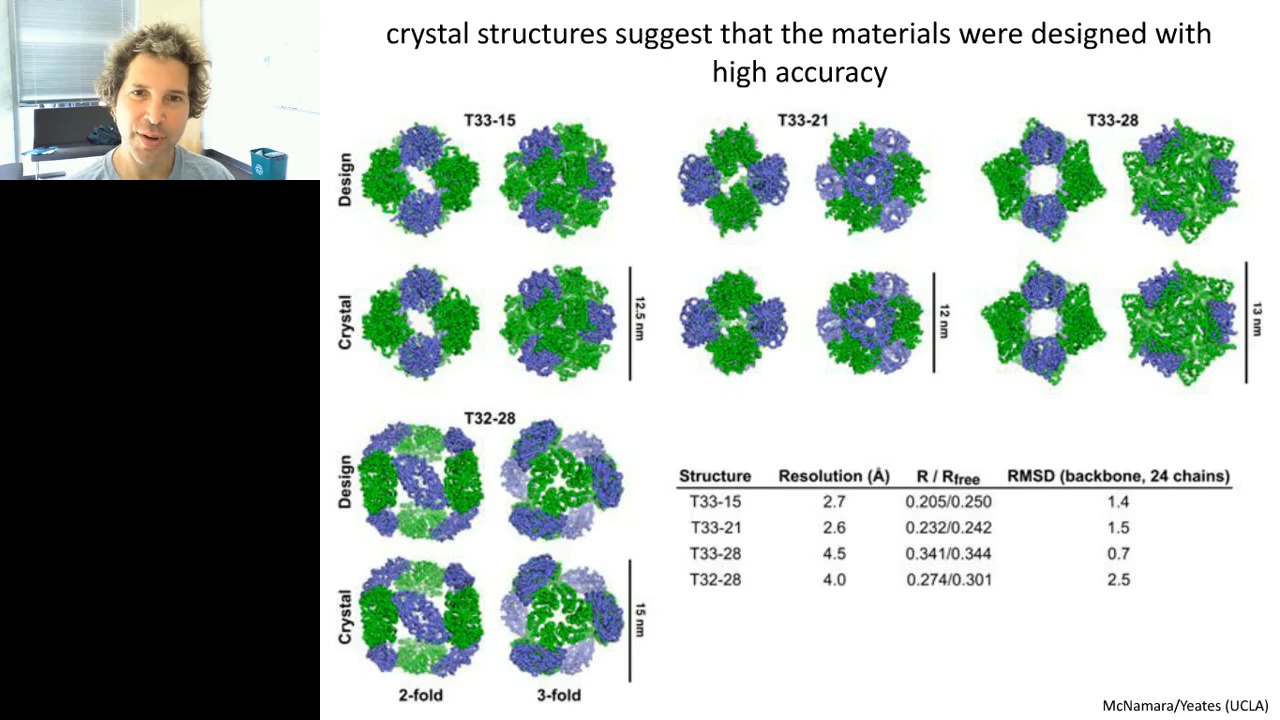 crystal structures suggest that the materials were designed with
high accuracy
T33-15
T33-21
T33-28
Design
Crystal
12.5 nm
12 nm
13 nm
T32-28
Design
Crystal
15 nm
2-fold
3-fold
Structure Resolution (Å) R / Rfree RMSD (backbone, 24 chains)
T33-15 2.7 0.205/0.250 1.4
T33-21 2.6 0.232/0.242 1.5
T33-28 4.5 0.341/0.344 0.7
T32-28 4.0 0.274/0.301 2.5
McNamara/Yeates (UCLA)